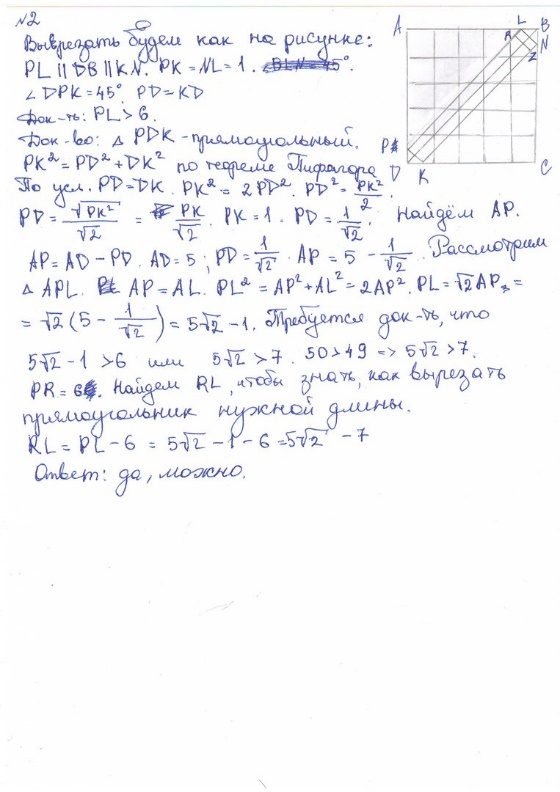 №2
Вырезать будем как на рисунке:
PL || DB || KN. PK = NL = 1.
∠DPK = 45° PD = KD
Док-ть: PL > 6.
Док-во: △ PDK - прямоугольный.
PK² = PD² + DK² по теореме Пифагора
По усл. PD = DK. PK² = 2PD². PD² = PK²/2.
PD = √PK²/√2 = PK/√2. PK = 1. PD = 1/√2. Найдём AP.
AP = AD - PD. AD = 5; PD = 1/√2. AP = 5 - 1/√2. Рассмотрим
△ APL. AP = AL. PL² = AP² + AL² = 2AP². PL = √2AP =
= √2(5 - 1/√2) = 5√2 - 1. Требуется док-ть, что
5√2 - 1 > 6 или 5√2 > 7. 50 > 49 => 5√2 > 7.
PR = 6. Найдем RL, чтобы знать, как вырезать
прямоугольник нужной длины.
RL = PL - 6 = 5√2 - 1 - 6 = 5√2 - 7
Ответ: да, можно.
A
L
B
R
N
Z
P
D
K
C